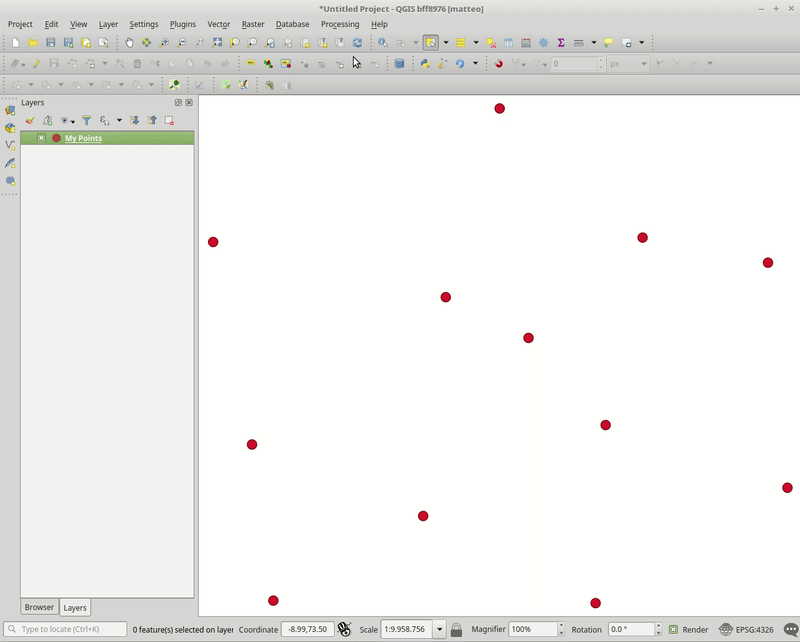 *Untitled Project - QGIS bff8976 [matteo]
Project Edit View Layer Settings Plugins Vector Raster Database Processing Help
0 px
Layers
My Points
Browser Layers
Type to locate (Ctrl+K) 0 feature(s) selected on layer Coordinate -8.99,73.50 Scale 1:9.958.756 Magnifier 100% Rotation 0.0 ° Render EPSG:4326